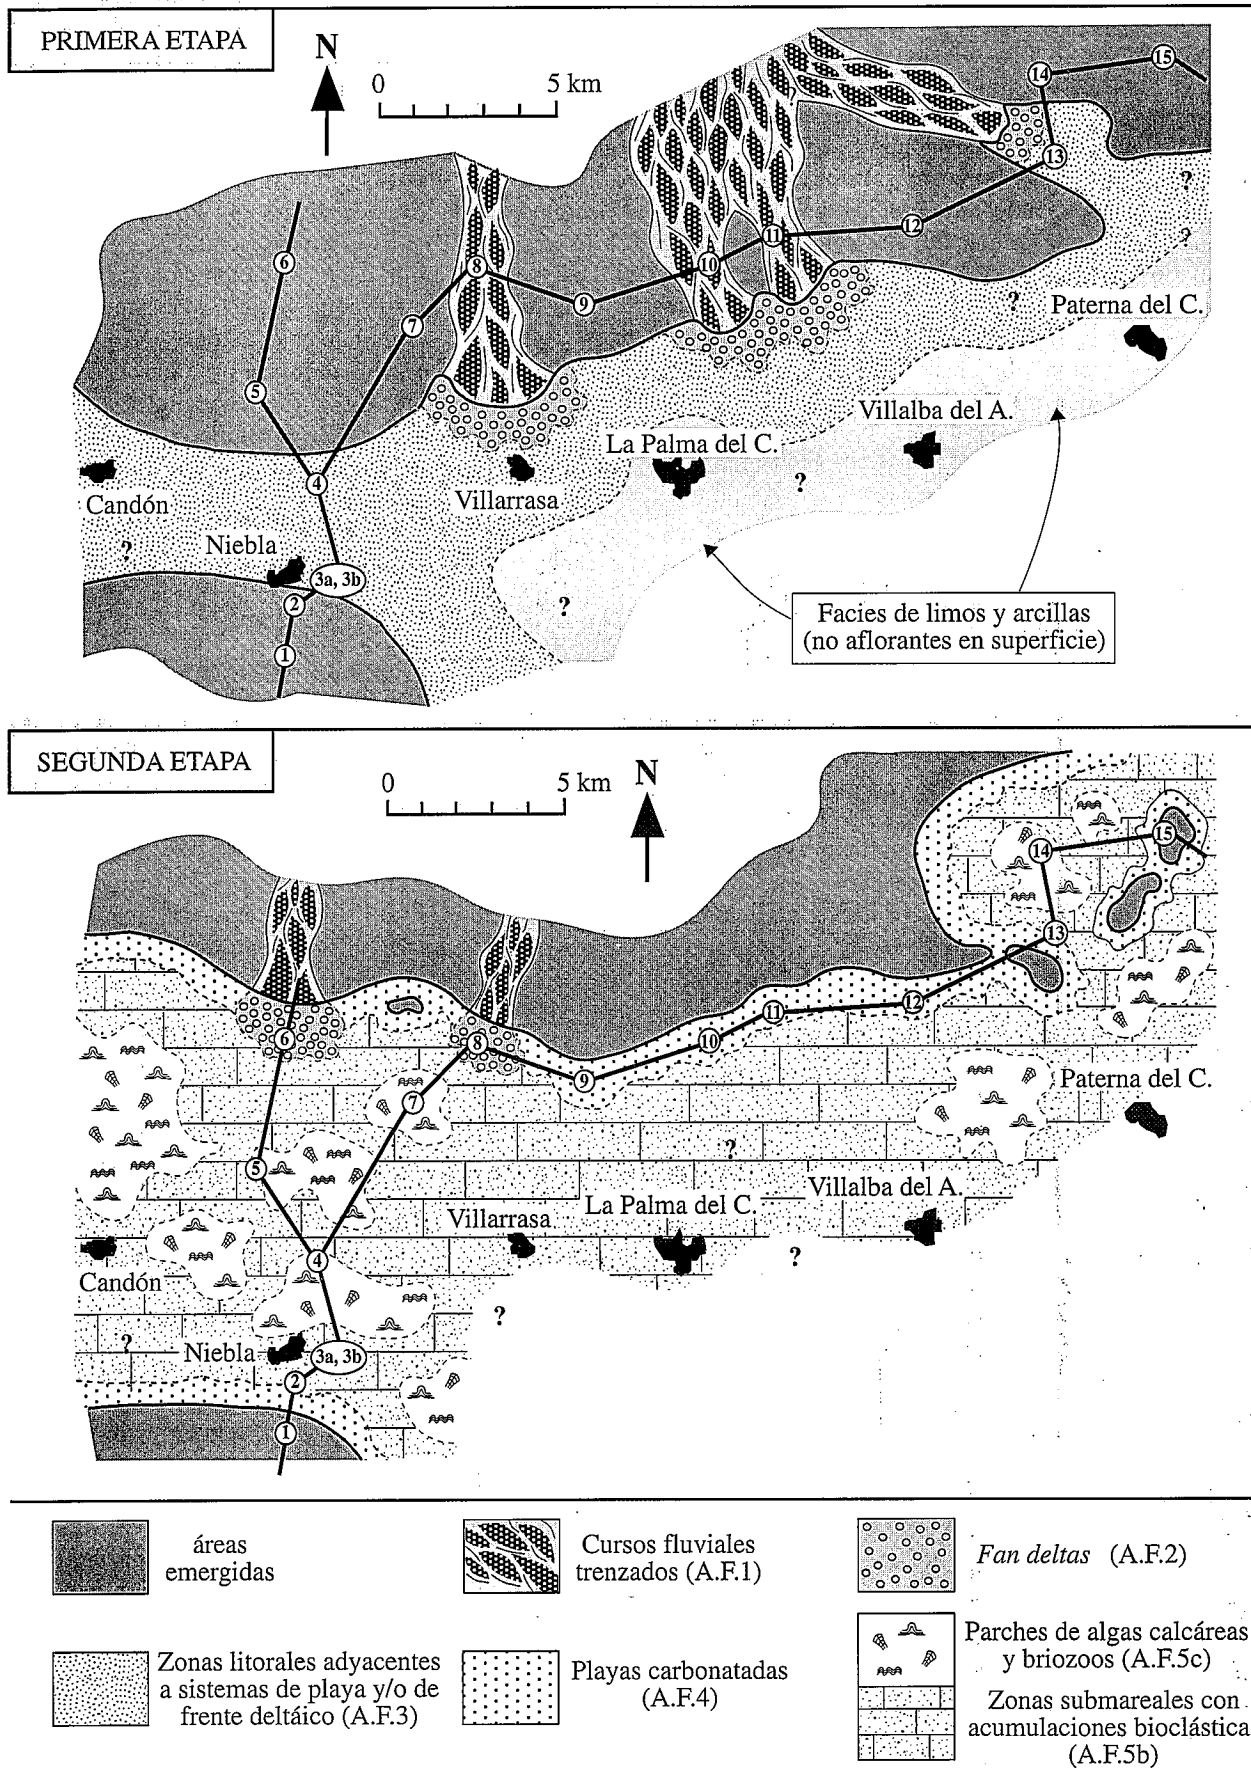 PRIMERA ETAPA
N
0 5 km
14
15
13
?
6
8
10
11
12
?
9
7
?
Paterna del C.
5
Villalba del A.
La Palma del C.
4
Candón
Villarrasa
?
?
Niebla
3a, 3b
2
?
1
Facies de limos y arcillas
(no aflorantes en superficie)
SEGUNDA ETAPA
0 5 km
N
14
15
13
12
11
10
6
8
9
7
Paterna del C.
?
5
Villarrasa
La Palma del C.
Villalba del A.
4
?
Candón
?
?
Niebla
3a, 3b
2
1
áreas
emergidas
Cursos fluviales
trenzados (A.F.1)
Fan deltas (A.F.2)
Zonas litorales adyacentes
a sistemas de playa y/o de
frente deltáico (A.F.3)
Playas carbonatadas
(A.F.4)
Parches de algas calcáreas
y briozoos (A.F.5c)
Zonas submareales con
acumulaciones bioclástica
(A.F.5b)